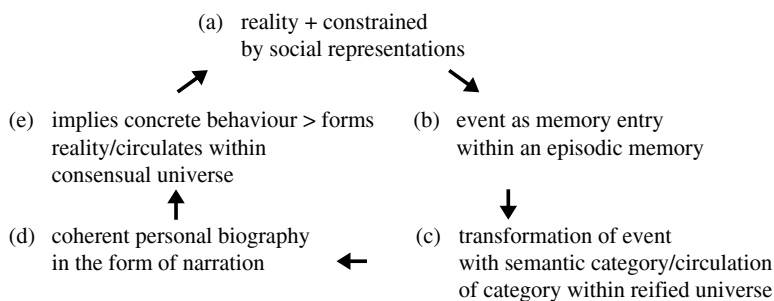 (a) reality + constrained
by social representations
(e) implies concrete behaviour > forms
reality/circulates within
consensual universe
(b) event as memory entry
within an episodic memory
(d) coherent personal biography
in the form of narration
(c) transformation of event
with semantic category/circulation
of category within reified universe